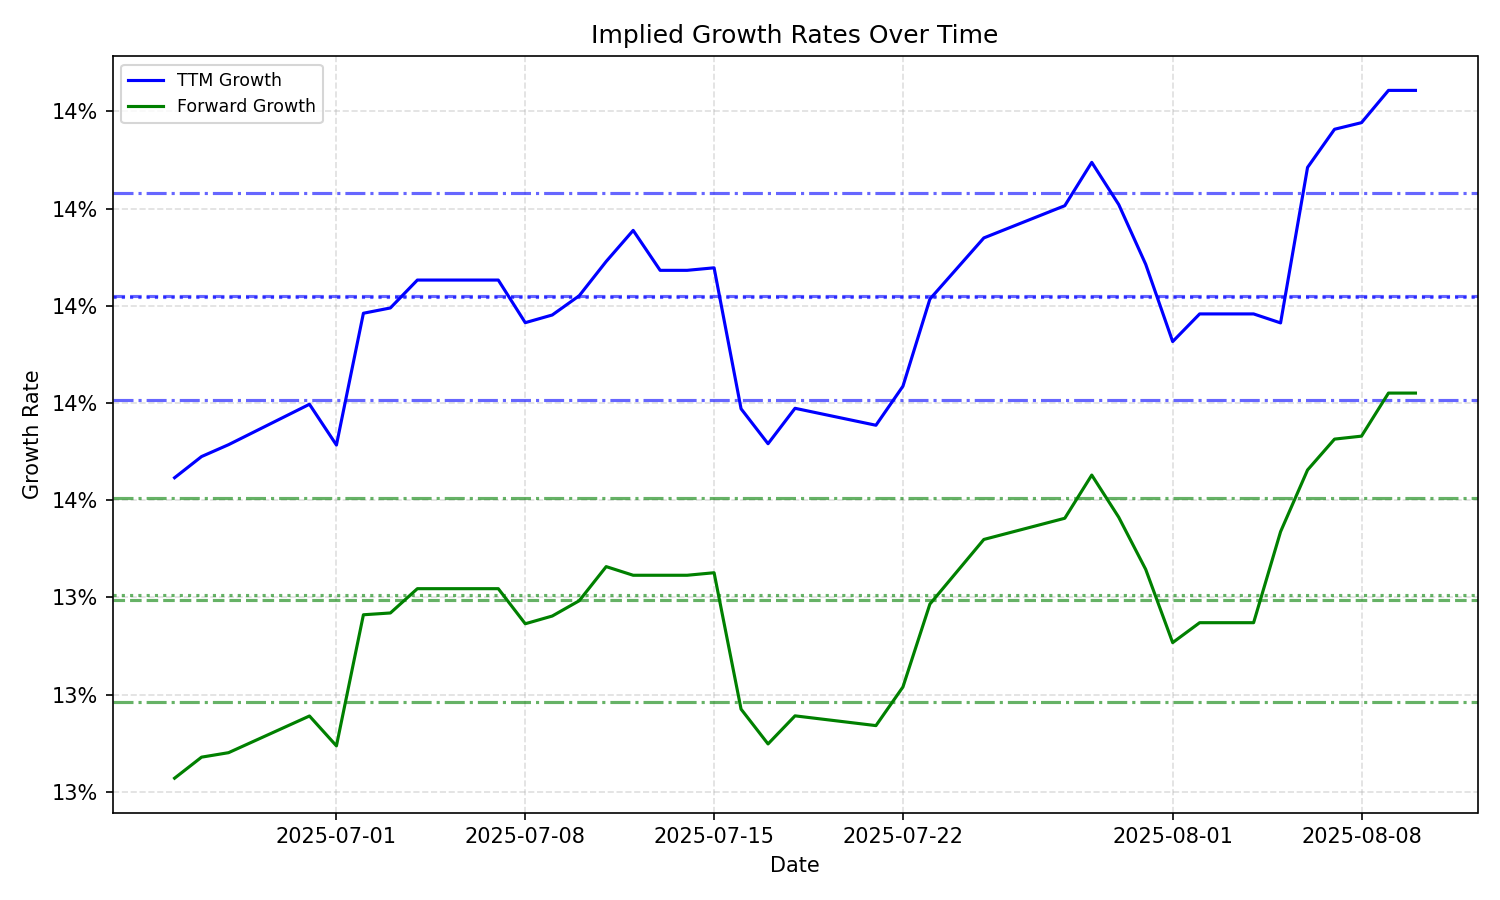 Implied Growth Rates Over Time
TTM Growth
Forward Growth
14%
14%
14%
14%
14%
13%
13%
13%
Growth Rate
2025-07-01
2025-07-08
2025-07-15
2025-07-22
2025-08-01
2025-08-08
Date